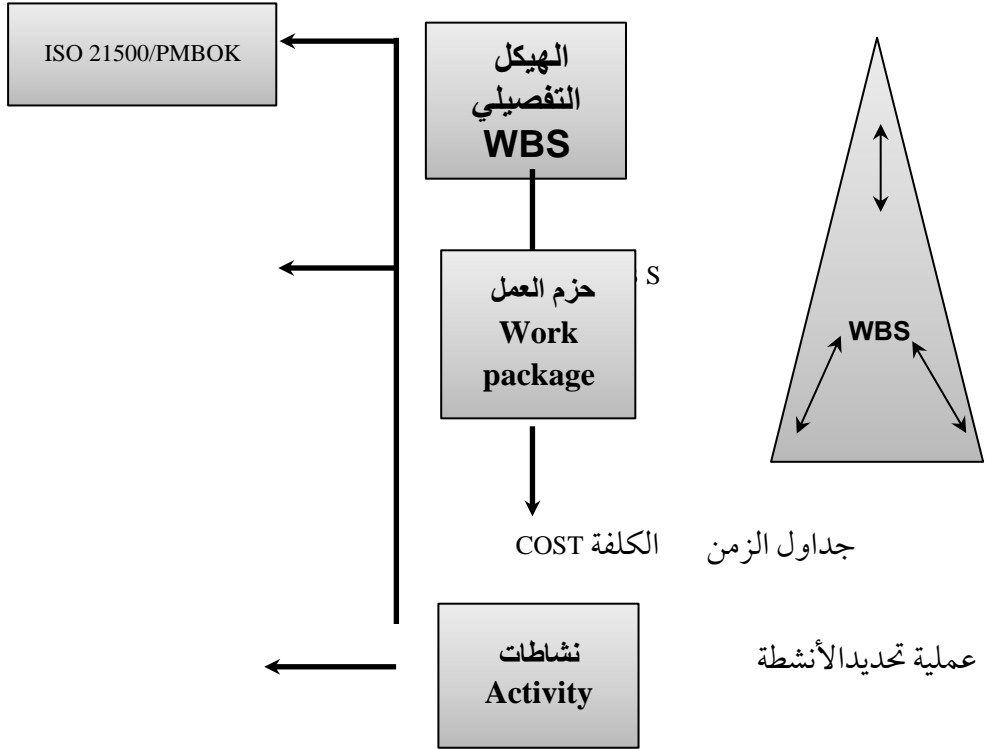 ISO 21500/PMBOK
الهيكل
التفصيلي
WBS
S
حزم العمل
Work
package
WBS
جداول الزمن الكلفة COST
نشاطات
Activity
عملية تحديدالأنشطة